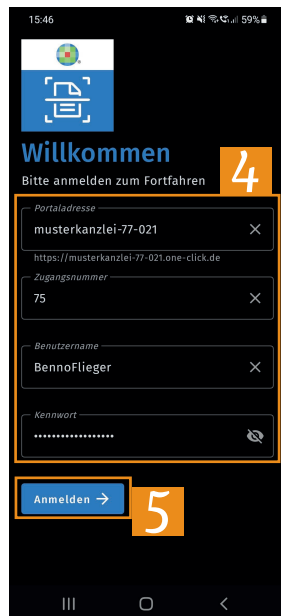 15:46
59%
Willkommen
Bitte anmelden zum Fortfahren
4
Portaladresse
musterkanzlei-77-021
https://musterkanzlei-77-021.one-click.de
Zugangsnummer
75
Benutzername
BennoFlieger
Kennwort
••••••••••••••••••
Anmelden →
5